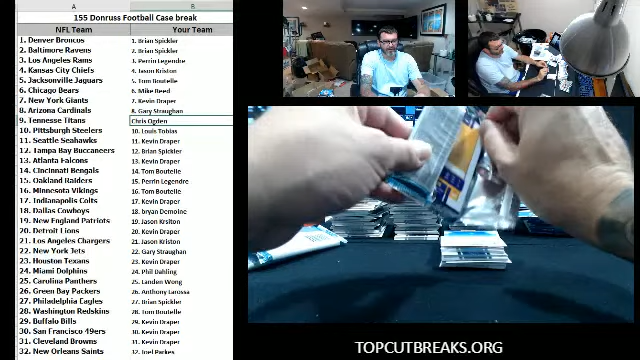 A B
155 Donruss Football Case break
NFL Team Your Team
1. Denver Broncos 1. Brian Spickler
2. Baltimore Ravens 2. Brian Spickler
3. Los Angeles Rams 3. Perrin Legendre
4. Kansas City Chiefs 4. Jason Kriston
5. Jacksonville Jaguars 5. Tom Boutelle
6. Chicago Bears 6. Mike Reed
7. New York Giants 7. Kevin Draper
8. Arizona Cardinals 8. Gary Straughan
9. Tennesse Titans Chris Ogden
10. Pittsburgh Steelers 10. Louis Tobias
11. Seattle Seahawks 11. Kevin Draper
12. Tampa Bay Buccaneers 12. Brian Spickler
13. Atlanta Falcons 13. Kevin Draper
14. Cincinnati Bengals 14. Tom Boutelle
15. Oakland Raiders 15. Perrin Legendre
16. Minnesota Vikings 16. Tom Boutelle
17. Indianapolis Colts 17. Kevin Draper
18. Dallas Cowboys 18. bryan Demoine
19. New England Patriots 19. Jason Krsiton
20. Detroit Lions 20. Kevin Draper
21. Los Angeles Chargers 21. Jason Kriston
22. New York Jets 22. Gary Straughan
23. Houston Texans 23. Kevin Draper
24. Miami Dolphins 24. Phil Dahling
25. Carolina Panthers 25. Landen Wong
26. Green Bay Packers 26. Anthony Larossa
27. Philadelphia Eagles 27. Brian Spickler
28. Washington Redskins 28. Tom Boutelle
29. Buffalo Bills 29. Kevin Draper
30. San Francisco 49ers 30. Kevin Draper
31. Cleveland Browns 31. Kevin Draper
32. New Orleans Saints 32. Joel Parkes
TOPCUTBREAKS.ORG